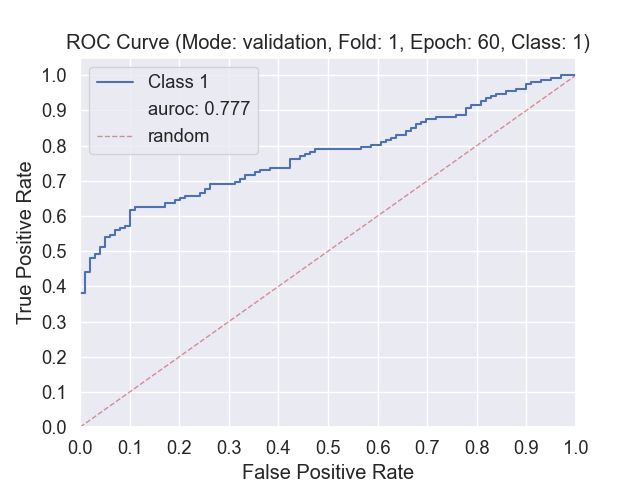 ROC Curve (Mode: validation, Fold: 1, Epoch: 60, Class: 1)
Class 1
auroc: 0.777
random
True Positive Rate
1.0
0.9
0.8
0.7
0.6
0.5
0.4
0.3
0.2
0.1
0.0
0.0 0.1 0.2 0.3 0.4 0.5 0.6 0.7 0.8 0.9 1.0
False Positive Rate